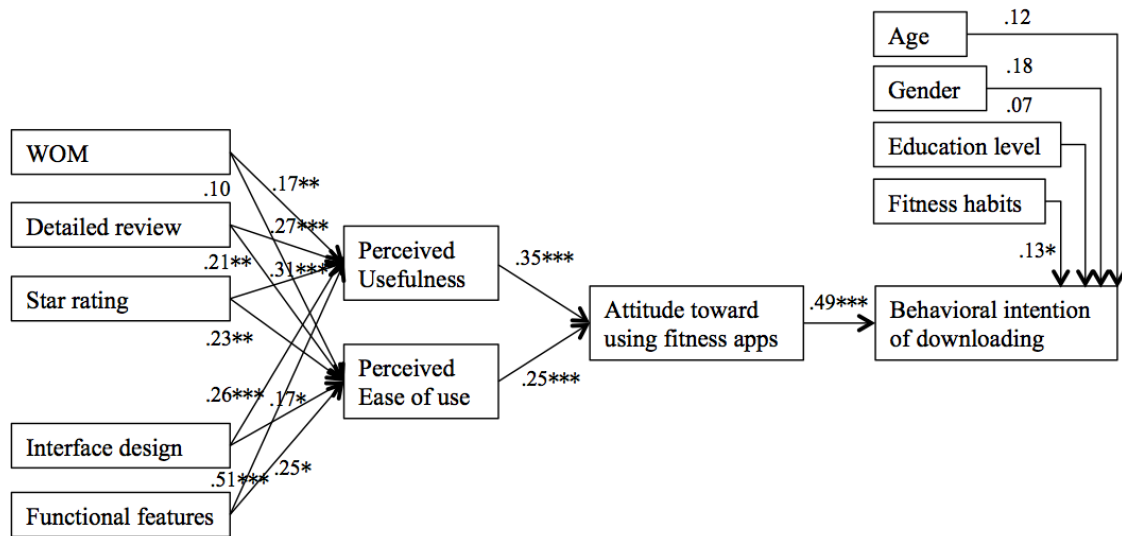 .12
Age
.18
Gender
.07
WOM
Education level
.10
.17**
Detailed review
.27***
Fitness habits
Perceived
Usefulness
.21**
.31***
.35***
.13*
Star rating
Attitude toward
using fitness apps
.49***
Behavioral intention
of downloading
.23**
Perceived
Ease of use
.25***
.26***
.17*
Interface design
.51***
.25*
Functional features